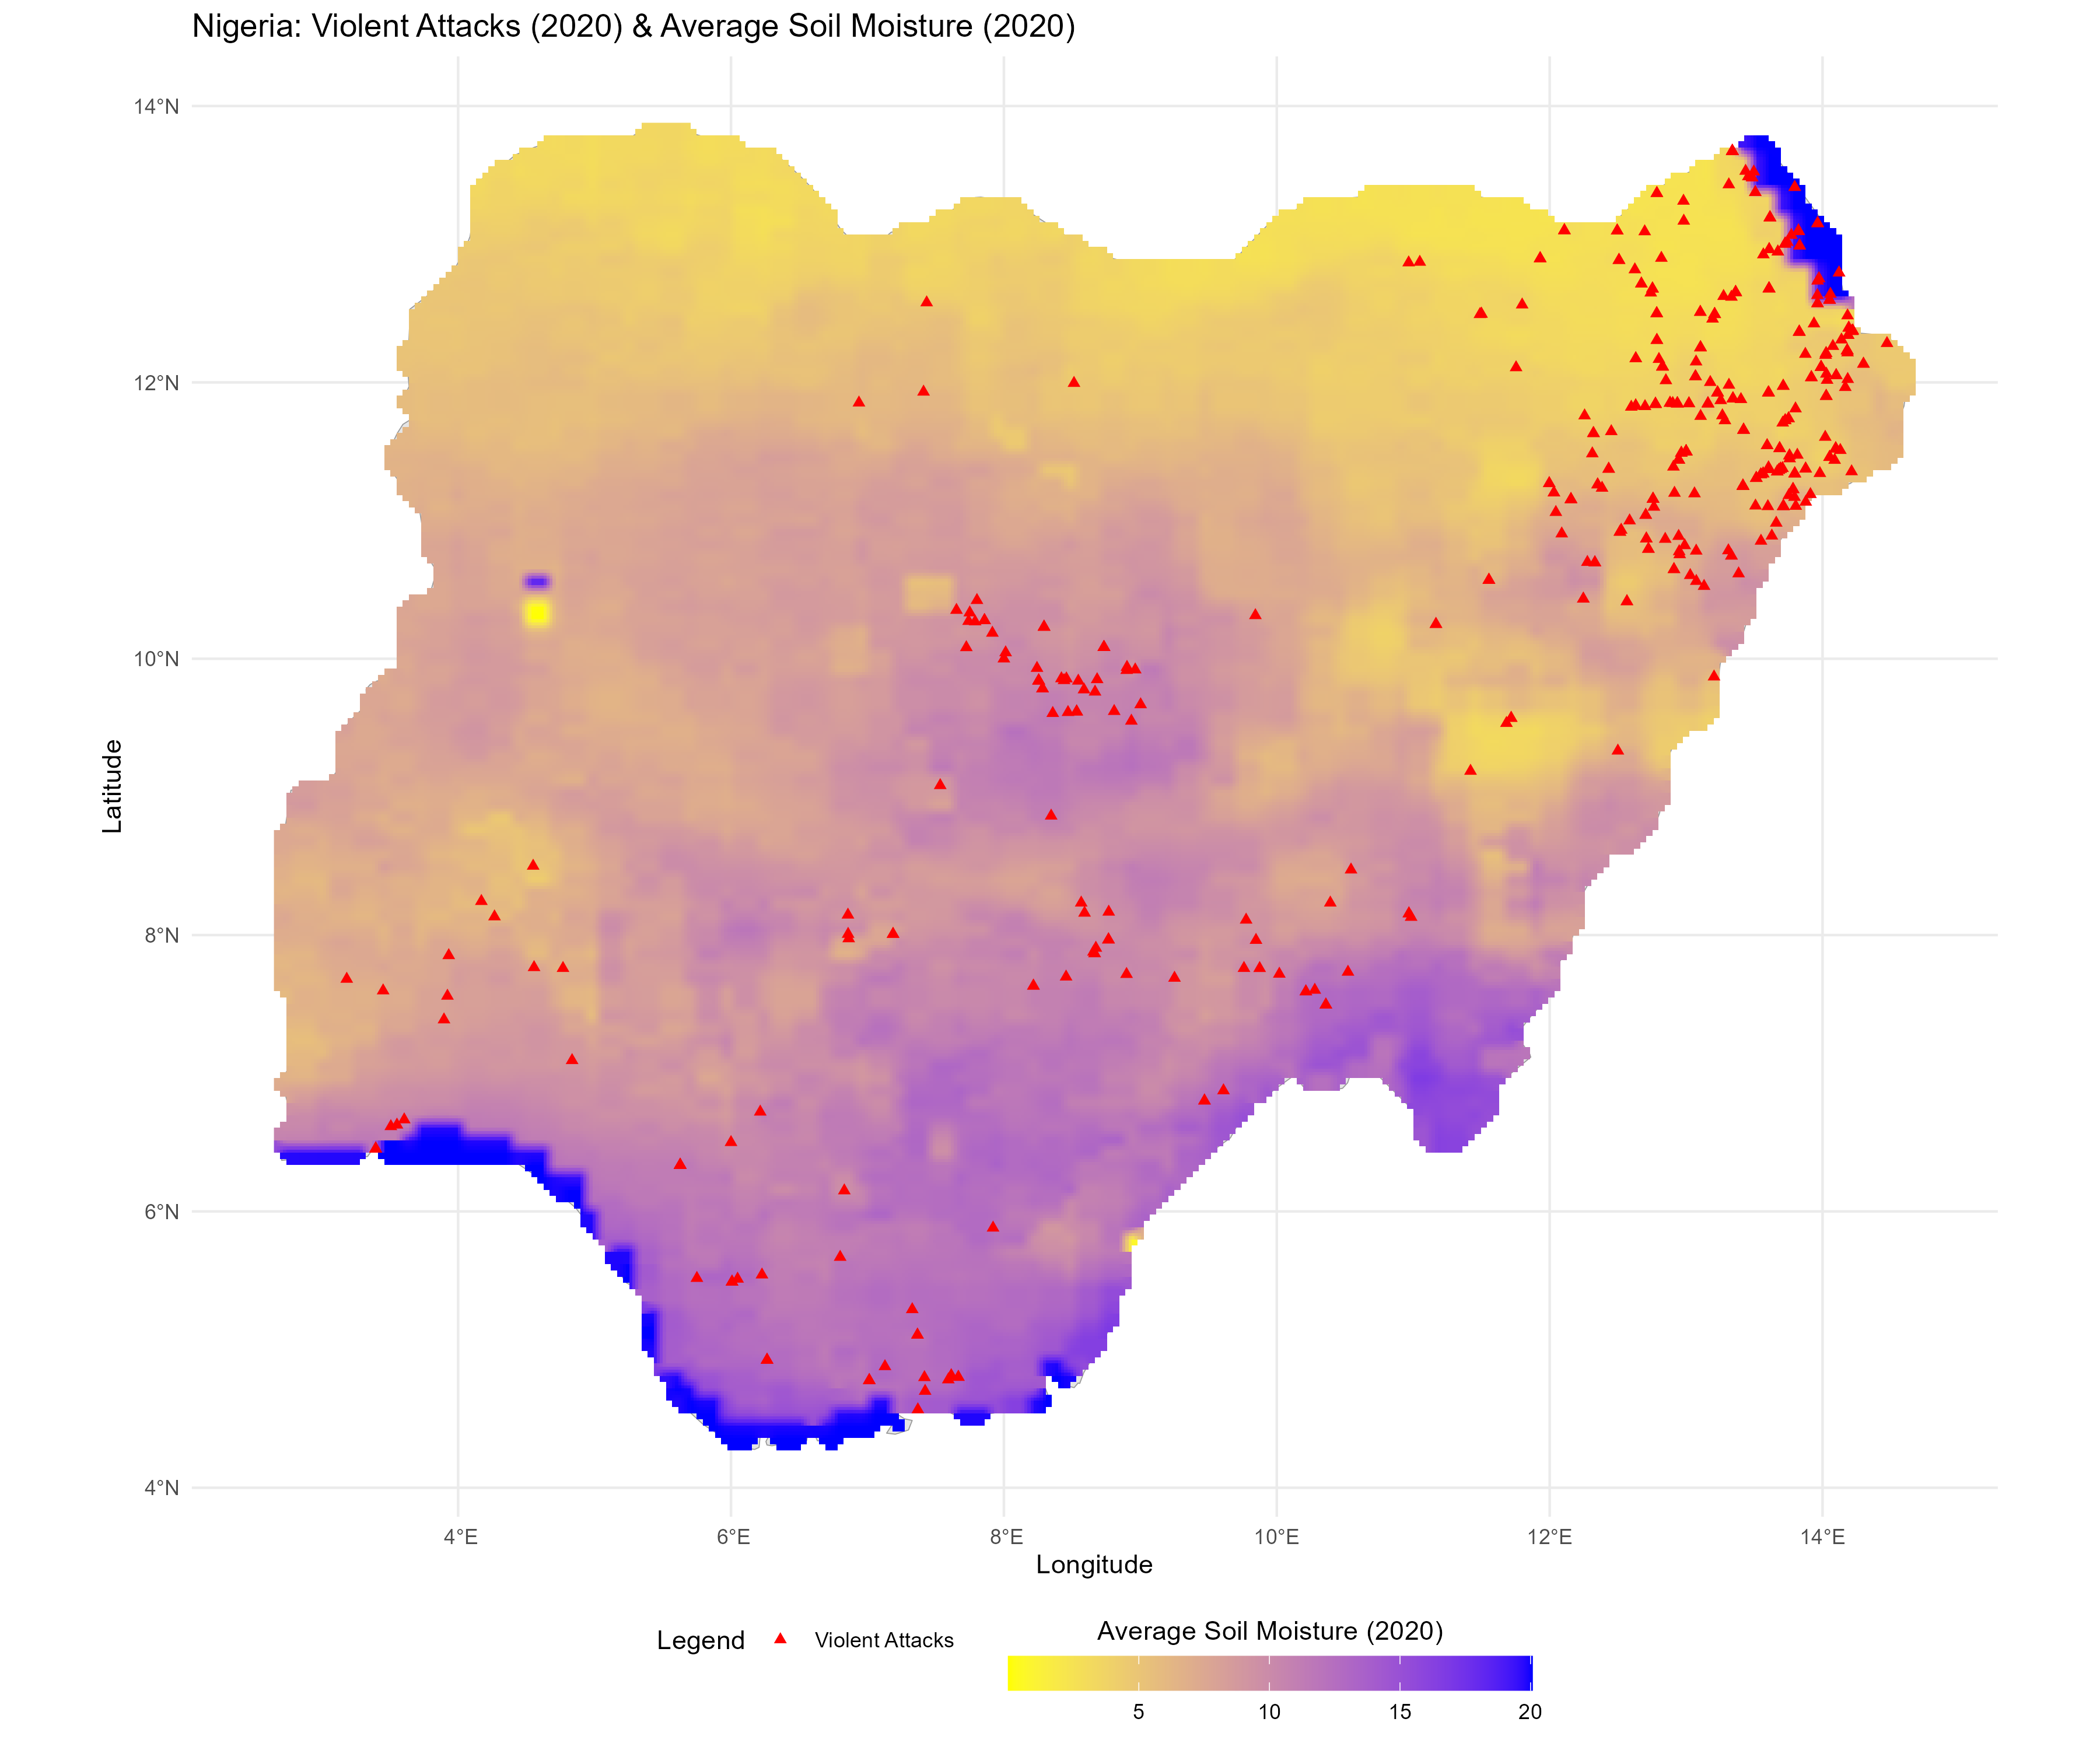 Nigeria: Violent Attacks (2020) & Average Soil Moisture (2020)
14°N
12°N
10°N
8°N
6°N
4°N
Latitude
4°E
6°E
8°E
10°E
12°E
14°E
Longitude
Legend
Violent Attacks
Average Soil Moisture (2020)
5
10
15
20